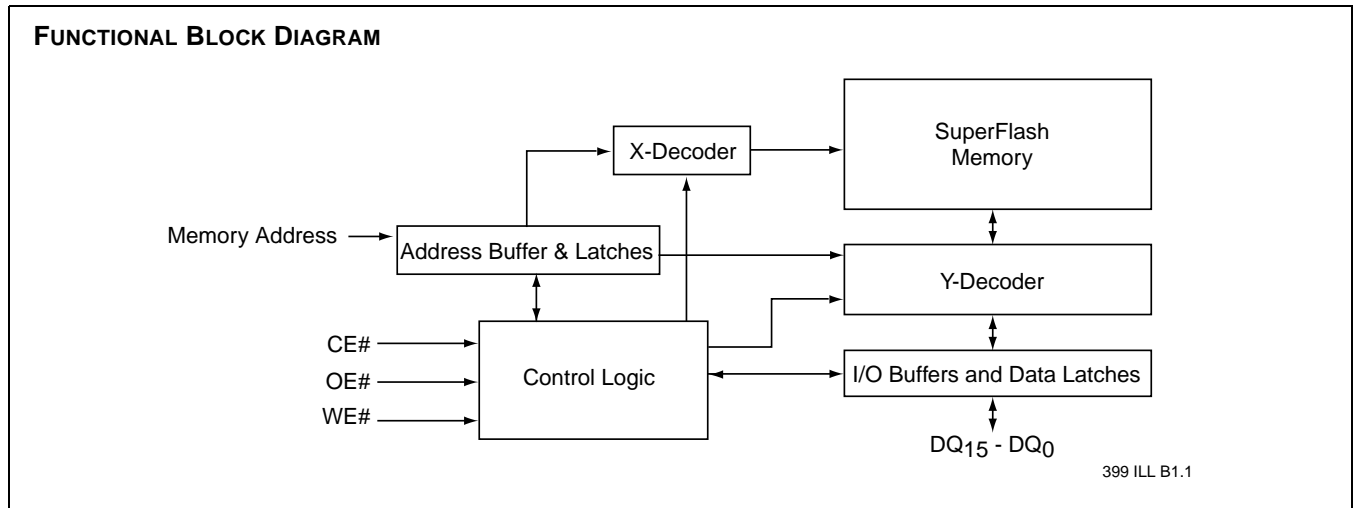 FUNCTIONAL BLOCK DIAGRAM
X-Decoder
SuperFlash
Memory
Memory Address
Address Buffer & Latches
Y-Decoder
CE#
OE#
WE#
Control Logic
I/O Buffers and Data Latches
DQ15 - DQ0
399 ILL B1.1